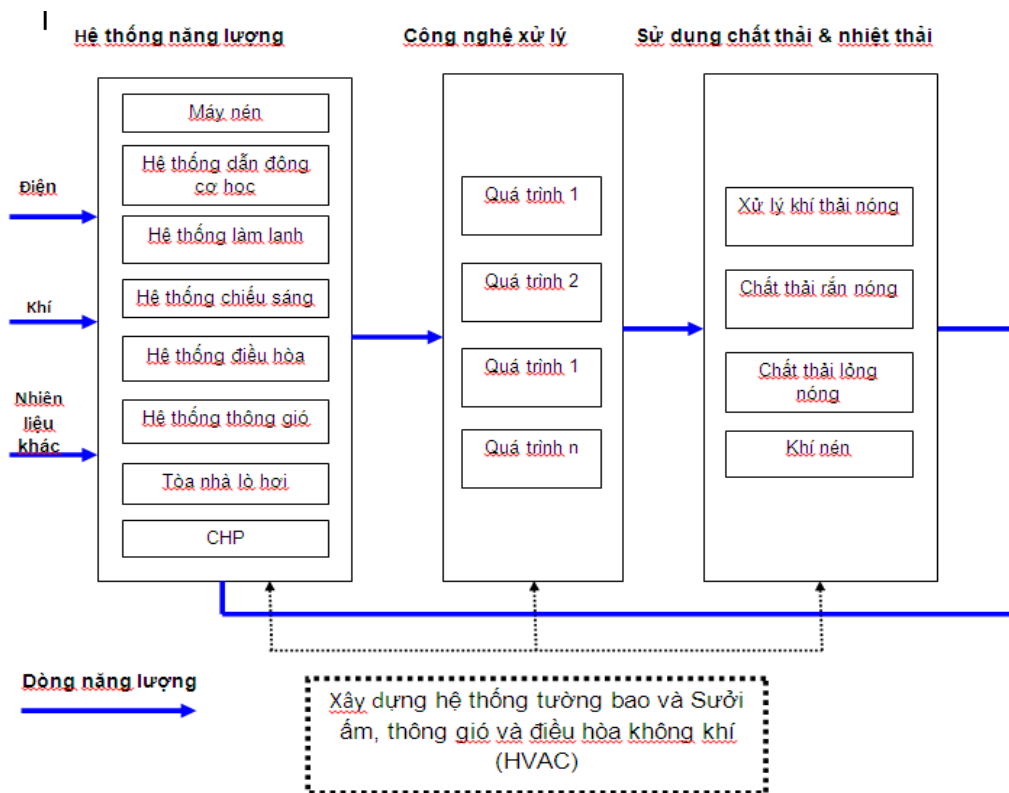 Hệ thống năng lượng
Công nghệ xử lý
Sử dụng chất thải & nhiệt thải
Điện
Khí
Nhiên
liệu
khác
Máy nén
Hệ thống dẫn động
cơ học
Hệ thống làm lanh
Hệ thống chiếu sáng
Hệ thống điều hòa
Hệ thống thông gió
Tòa nhà lò hơi
CHP
Quá trình 1
Quá trình 2
Quá trình 1
Quá trình n
Xử lý khí thải nóng
Chất thải rắn nóng
Chất thải lỏng
nóng
Khí nén
Dòng năng lượng
Xây dựng hệ thống tường bao và Sưởi
ấm, thông gió và điều hòa không khí
(HVAC)